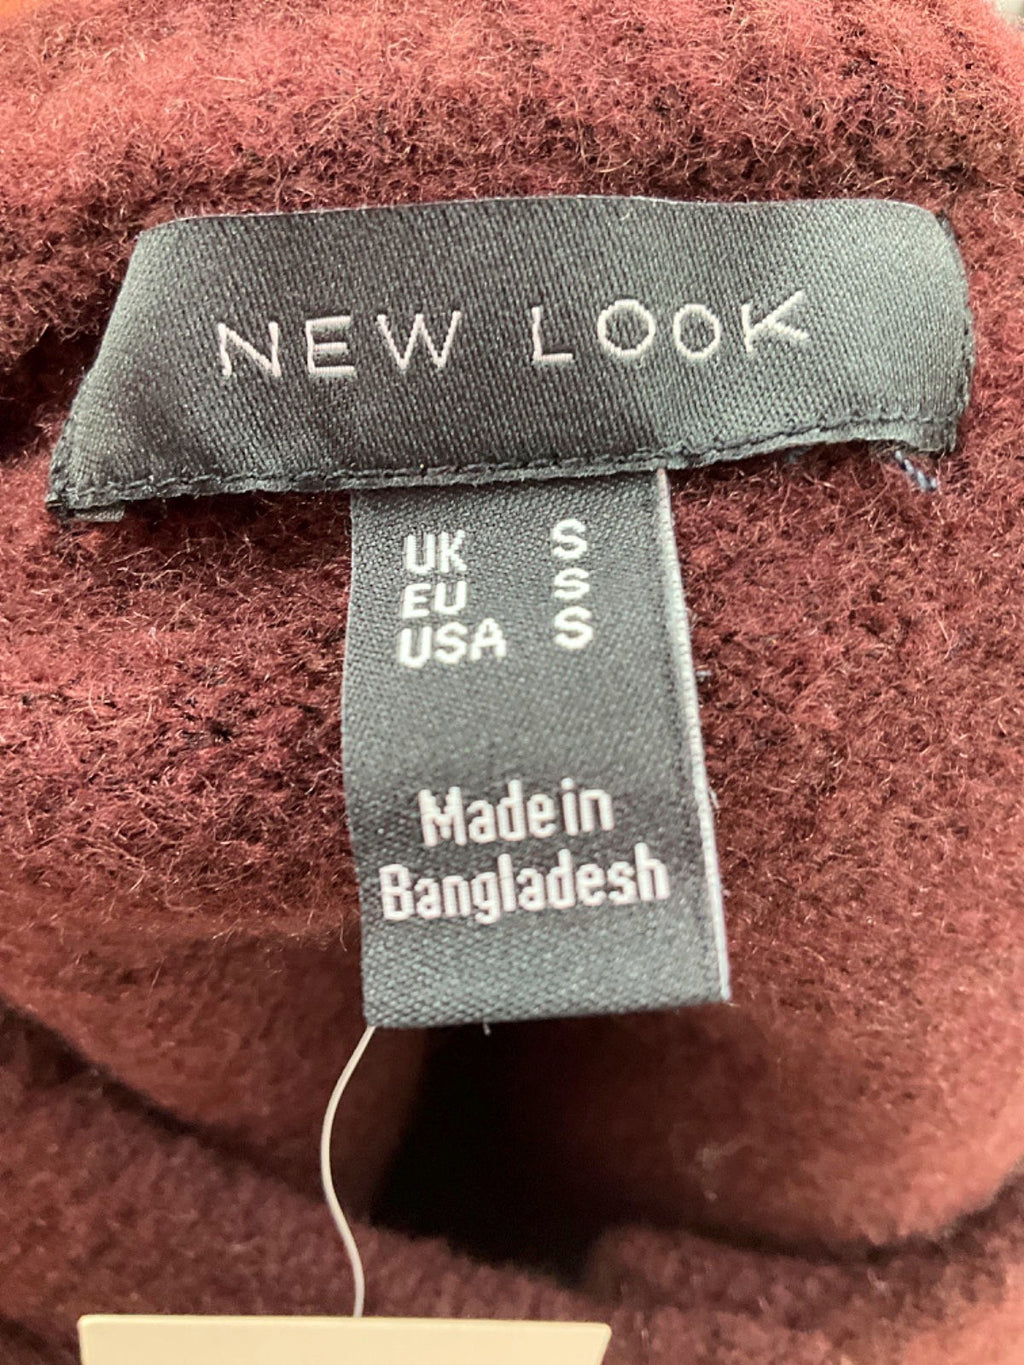 NEW LOOK
UK S
EU S
USA S
Made in
Bangladesh